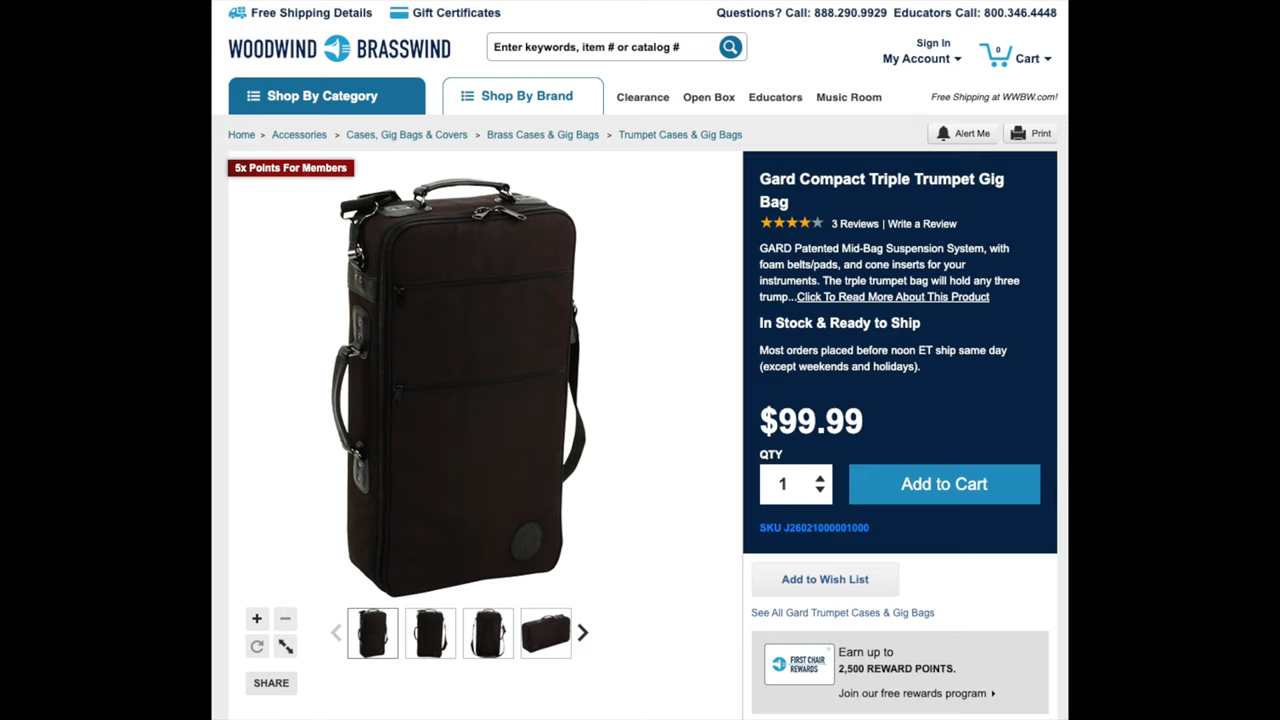 Free Shipping Details
Gift Certificates
Questions? Call: 888.290.9929 Educators Call: 800.346.4448
WOODWIND BRASSWIND
Enter keywords, item # or catalog #
Sign In
My Account
0
Cart
Shop By Category
Shop By Brand
Clearance
Open Box
Educators
Music Room
Free Shipping at WWBW.com!
Home > Accessories > Cases, Gig Bags & Covers > Brass Cases & Gig Bags > Trumpet Cases & Gig Bags
Alert Me
Print
5x Points For Members
Gard Compact Triple Trumpet Gig
Bag
3 Reviews | Write a Review
GARD Patented Mid-Bag Suspension System, with
foam belts/pads, and cone inserts for your
instruments. The trple trumpet bag will hold any three
trump...Click To Read More About This Product
In Stock & Ready to Ship
Most orders placed before noon ET ship same day
(except weekends and holidays).
$99.99
QTY
1
Add to Cart
SKU J26021000001000
Add to Wish List
See All Gard Trumpet Cases & Gig Bags
FIRST CHAIR
REWARDS
Earn up to
2,500 REWARD POINTS.
Join our free rewards program
SHARE